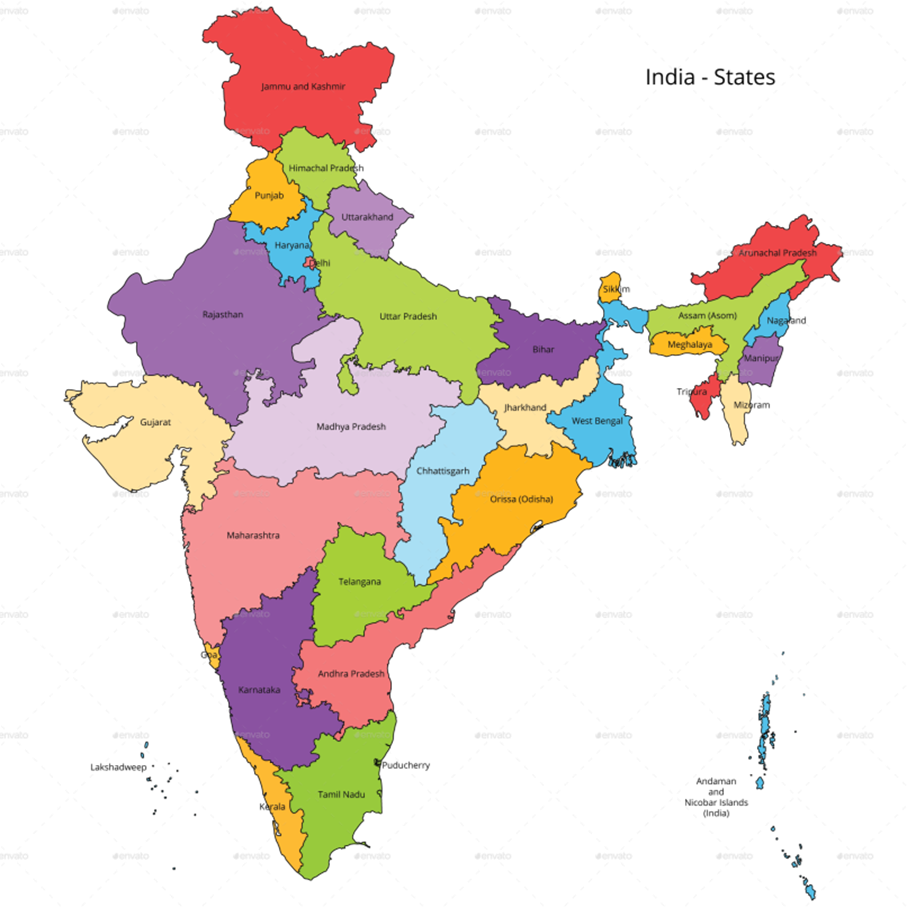 India - States
Jammu and Kashmir
Himachal Pradesh
Punjab
Uttarakhand
Haryana
Delhi
Arunachal Pradesh
Sikkim
Rajasthan
Uttar Pradesh
Assam (Asom)
Nagaland
Bihar
Meghalaya
Manipur
Tripura
Mizoram
Gujarat
Madhya Pradesh
Jharkhand
West Bengal
Chhattisgarh
Orissa (Odisha)
Maharashtra
Telangana
Goa
Andhra Pradesh
Karnataka
Lakshadweep
Puducherry
Kerala
Tamil Nadu
Andaman
and
Nicobar Islands
(India)
envato